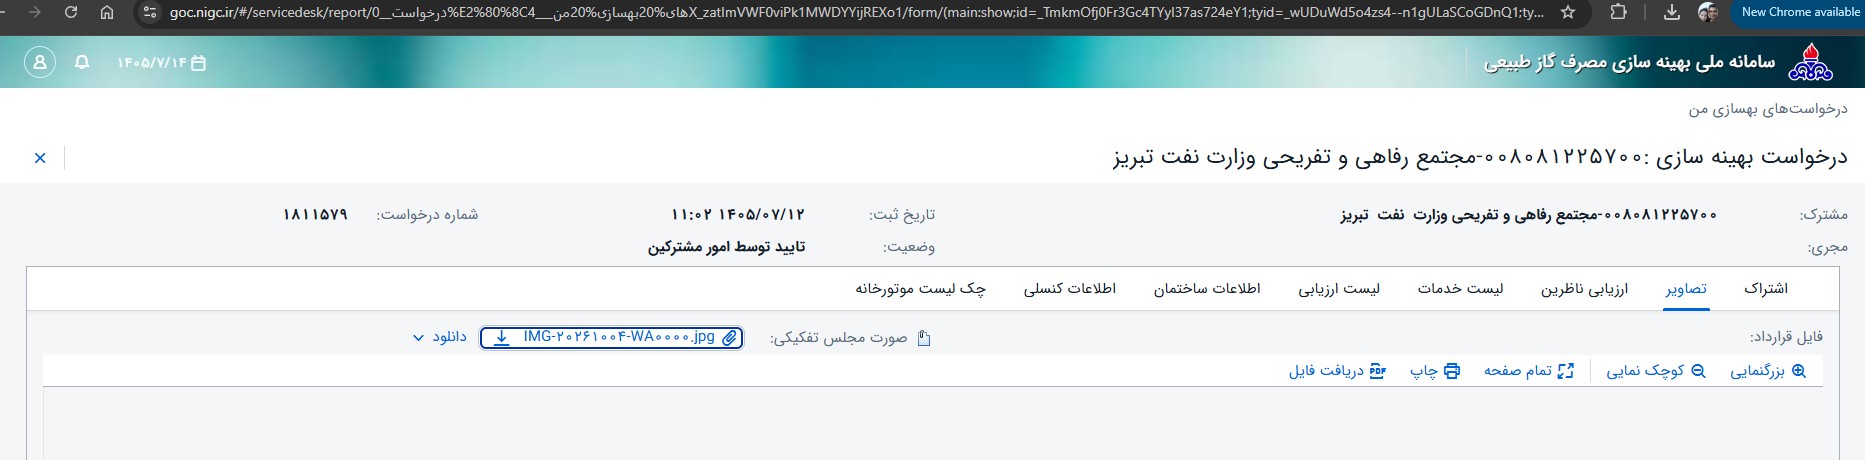 goc.nigc.ir/#/servicedesk/report/0__درخواست%E2%80%8C4___های%20بهسازی%20منX_zatImVWF0viPk1MWDYYijREXo1/form/(main:show;id=_TmkmOfj0Fr3Gc4TYyI37as724eY1;tyid=_wUDuWd5o4zs4--n1gULaSCoGDnQ1;ty...
New Chrome available
سامانه ملی بهینه سازی مصرف گاز طبیعی
۱۴۰۵/۷/۱۴
درخواست‌های بهسازی من
درخواست بهینه سازی :۰۰۸۰۸۱۲۲۵۷۰۰-مجتمع رفاهی و تفریحی وزارت نفت تبریز
مشترک: ۰۰۸۰۸۱۲۲۵۷۰۰-مجتمع رفاهی و تفریحی وزارت نفت تبریز تاریخ ثبت: ۱۴۰۵/۰۷/۱۲ ۱۱:۰۲ شماره درخواست: ۱۸۱۱۵۷۹
مجری: وضعیت: تایید توسط امور مشترکین
اشتراک تصاویر ارزیابی ناظرین لیست خدمات لیست ارزیابی اطلاعات ساختمان اطلاعات کنسلی چک لیست موتورخانه
فایل قرارداد: صورت مجلس تفکیکی: IMG-۲۰۲۶۱۰۰۴-WA۰۰۰۰.jpg دانلود
بزرگنمایی کوچک نمایی تمام صفحه چاپ دریافت فایل